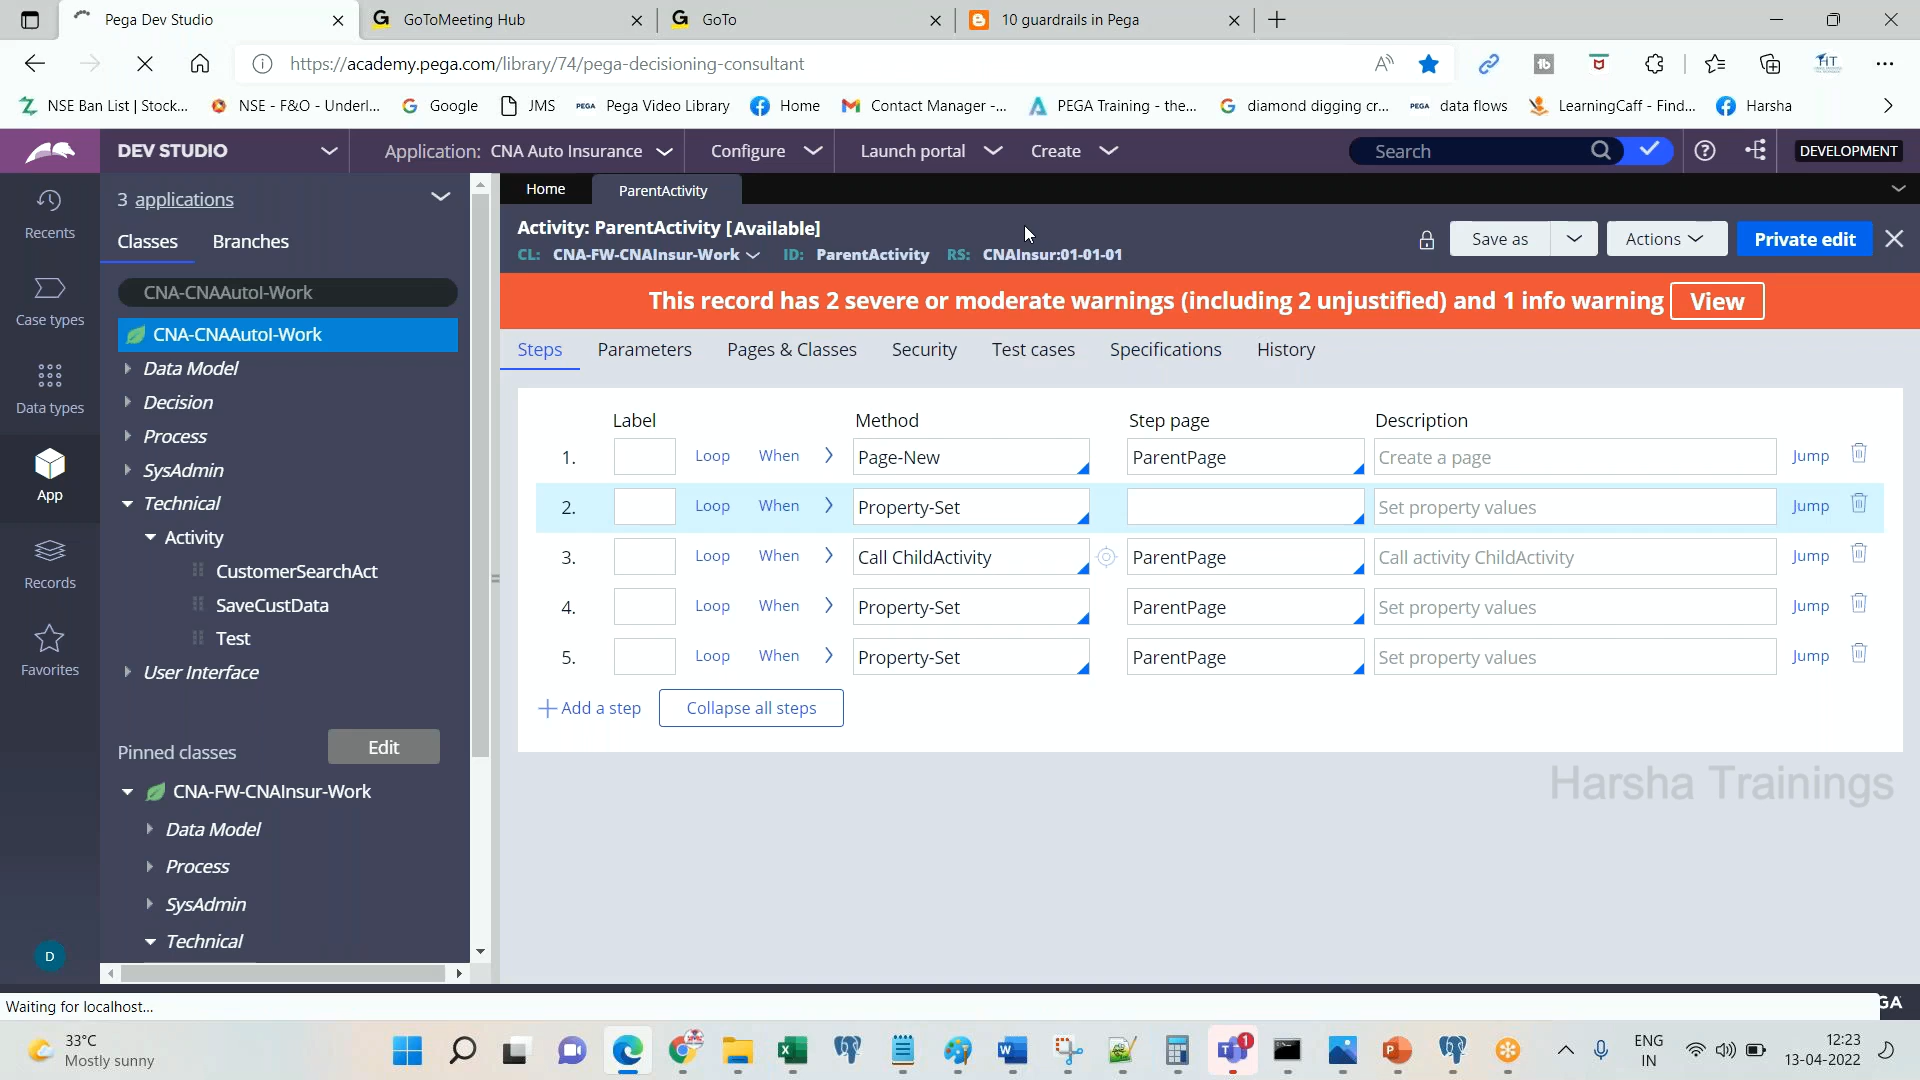 Pega Dev Studio
GoToMeeting Hub
GoTo
10 guardrails in Pega
https://academy.pega.com/library/74/pega-decisioning-consultant
NSE Ban List | Stock...
NSE - F&O - Underl...
Google
JMS
Pega Video Library
Home
Contact Manager -...
PEGA Training - the...
diamond digging cr...
data flows
LearningCaff - Find...
Harsha
DEV STUDIO
Application: CNA Auto Insurance
Configure
Launch portal
Create
Search
DEVELOPMENT
Recents
Case types
Data types
App
Records
Favorites
D
3 applications
Classes
Branches
CNA-CNAAutoI-Work
CNA-CNAAutoI-Work
Data Model
Decision
Process
SysAdmin
Technical
Activity
CustomerSearchAct
SaveCustData
Test
User Interface
Pinned classes
Edit
CNA-FW-CNAInsur-Work
Data Model
Process
SysAdmin
Technical
Home
ParentActivity
Activity: ParentActivity [Available]
CL: CNA-FW-CNAInsur-Work ID: ParentActivity RS: CNAInsur:01-01-01
Save as
Actions
Private edit
This record has 2 severe or moderate warnings (including 2 unjustified) and 1 info warning View
Steps Parameters Pages & Classes Security Test cases Specifications History
Label Method Step page Description
1. Loop When Page-New ParentPage Create a page Jump
2. Loop When Property-Set Set property values Jump
3. Loop When Call ChildActivity ParentPage Call activity ChildActivity Jump
4. Loop When Property-Set ParentPage Set property values Jump
5. Loop When Property-Set ParentPage Set property values Jump
Add a step Collapse all steps
Harsha Trainings
Waiting for localhost...
GA
33°C
Mostly sunny
1
ENG
IN
12:23
13-04-2022